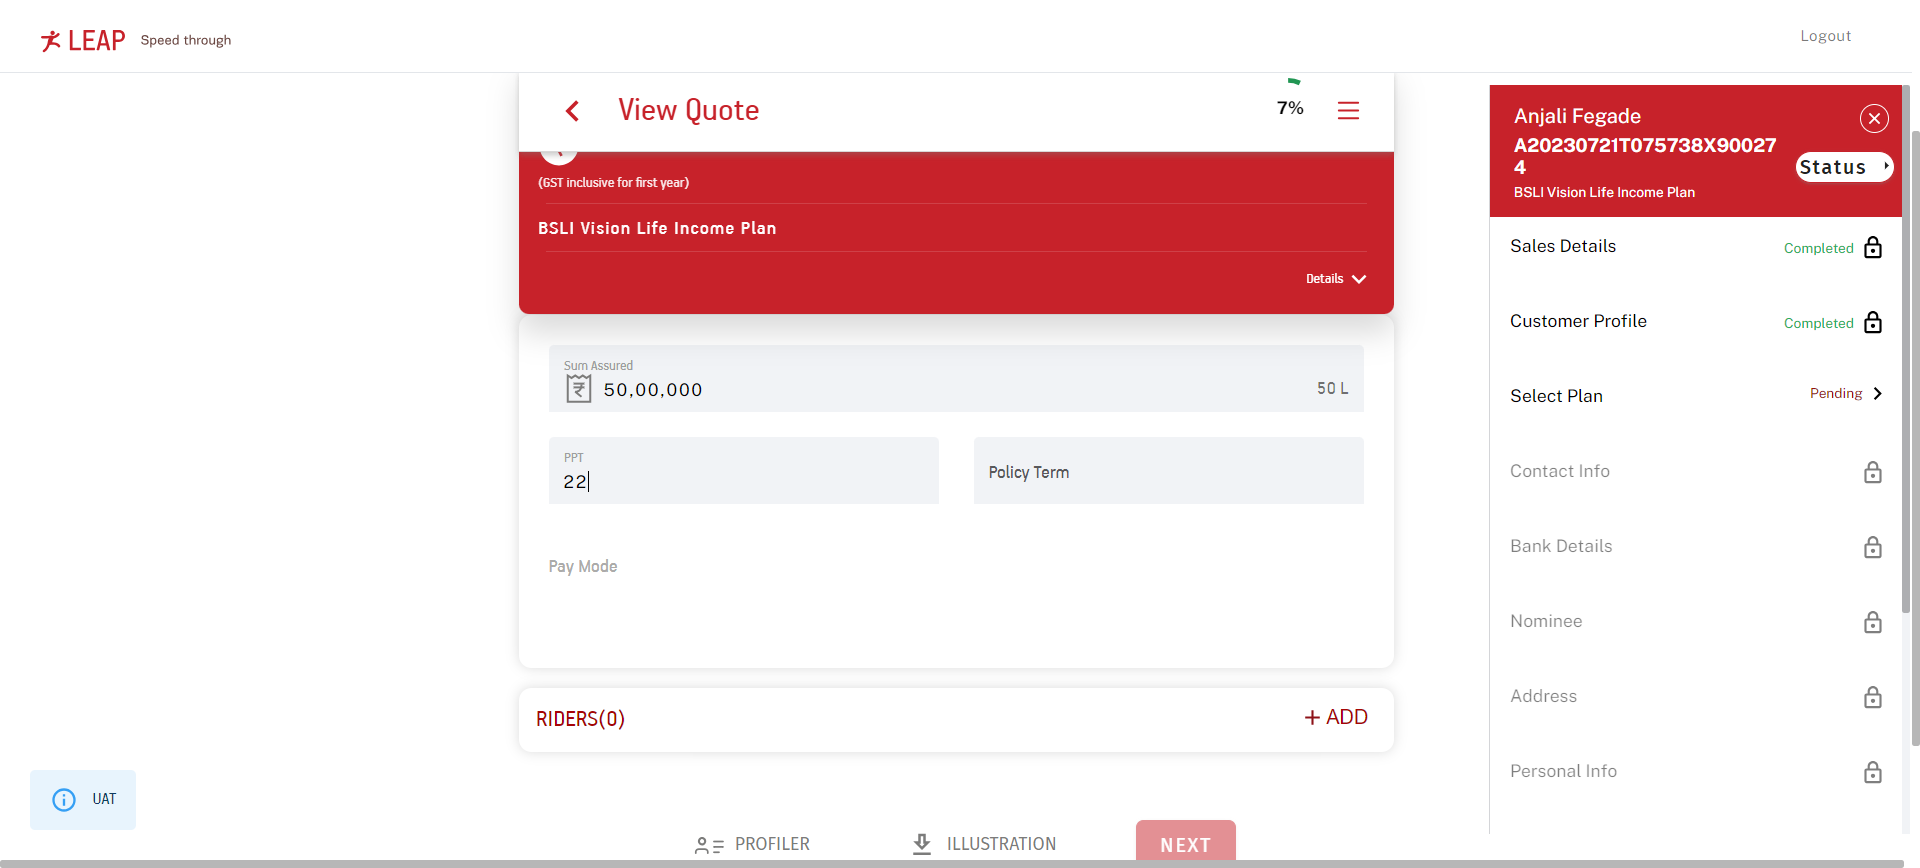 LEAP Speed through
Logout
View Quote
7%
(GST inclusive for first year)
BSLI Vision Life Income Plan
Details
Sum Assured
50,00,000
50 L
PPT
22
Policy Term
Pay Mode
RIDERS(0)
+ ADD
UAT
PROFILER
ILLUSTRATION
NEXT
Anjali Fegade
A20230721T075738X90027
4
Status
BSLI Vision Life Income Plan
Sales Details
Completed
Customer Profile
Completed
Select Plan
Pending
Contact Info
Bank Details
Nominee
Address
Personal Info